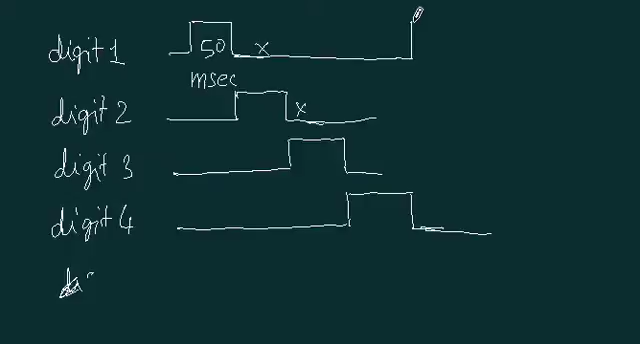 digit 1 50 x
msec
digit 2 x
digit 3
digit 4